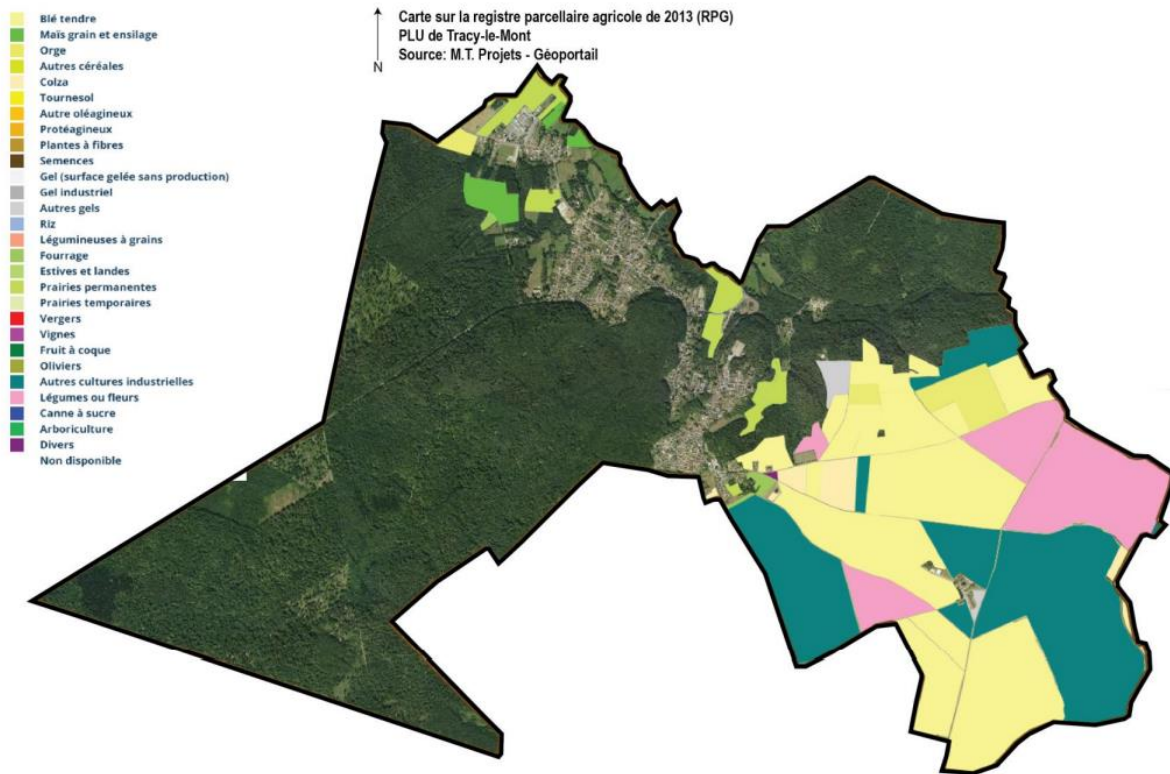 Carte sur la registre parcellaire agricole de 2013 (RPG)
PLU de Tracy-le-Mont
Source: M.T. Projets - Géoportail
N
Blé tendre
Maïs grain et ensilage
Orge
Autres céréales
Colza
Tournesol
Autre oléagineux
Protéagineux
Plantes à fibres
Semences
Gel (surface gelée sans production)
Gel industriel
Autres gels
Riz
Légumineuses à grains
Fourrage
Estives et landes
Prairies permanentes
Prairies temporaires
Vergers
Vignes
Fruit à coque
Oliviers
Autres cultures industrielles
Légumes ou fleurs
Canne à sucre
Arboriculture
Divers
Non disponible